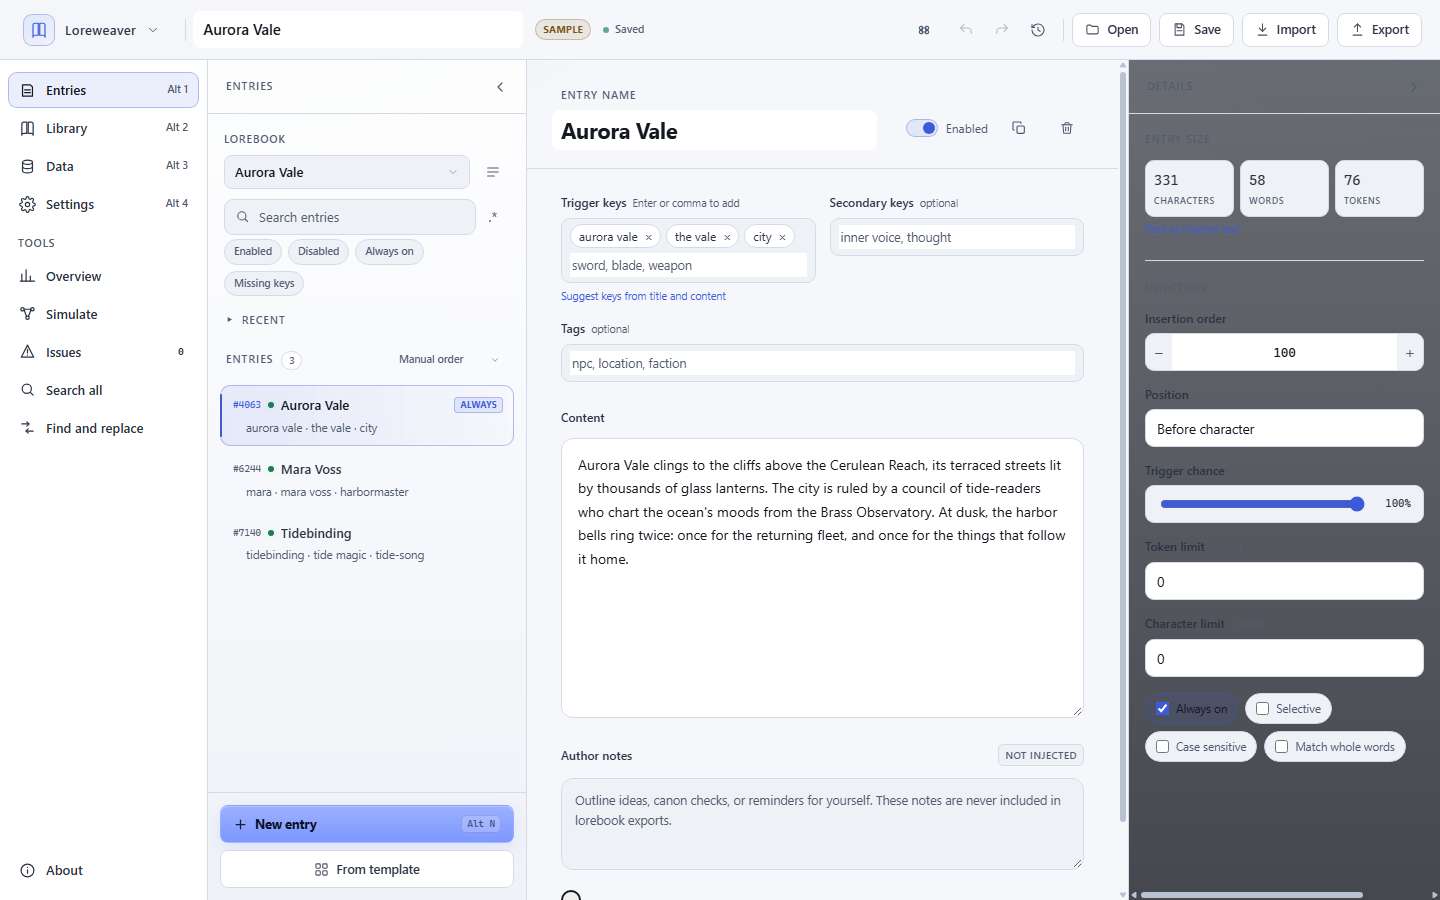 Loreweaver
Aurora Vale
SAMPLE
Saved
Open
Save
Import
Export
Entries Alt 1
Library Alt 2
Data Alt 3
Settings Alt 4
TOOLS
Overview
Simulate
Issues 0
Search all
Find and replace
About
ENTRIES
LOREBOOK
Aurora Vale
Search entries .*
Enabled Disabled Always on
Missing keys
RECENT
ENTRIES 3 Manual order
#4063 Aurora Vale ALWAYS
aurora vale · the vale · city
#6244 Mara Voss
mara · mara voss · harbormaster
#7140 Tidebinding
tidebinding · tide magic · tide-song
+ New entry Alt N
From template
ENTRY NAME
Aurora Vale
Enabled
Trigger keys Enter or comma to add
aurora vale × the vale × city ×
sword, blade, weapon
Suggest keys from title and content
Secondary keys optional
inner voice, thought
Tags optional
npc, location, faction
Content
Aurora Vale clings to the cliffs above the Cerulean Reach, its terraced streets lit
by thousands of glass lanterns. The city is ruled by a council of tide-readers
who chart the ocean's moods from the Brass Observatory. At dusk, the harbor
bells ring twice: once for the returning fleet, and once for the things that follow
it home.
Author notes NOT INJECTED
Outline ideas, canon checks, or reminders for yourself. These notes are never included in
lorebook exports.
DETAILS
ENTRY SIZE
331 58 76
CHARACTERS WORDS TOKENS
Insertion order
− 100 +
Position
Before character
Trigger chance
100%
Token limit
0
Character limit
0
Always on Selective
Case sensitive Match whole words